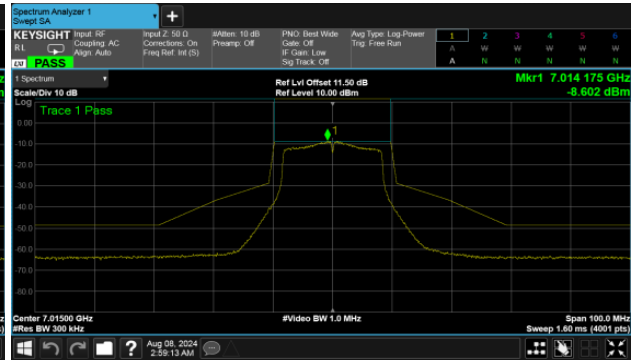 Spectrum Analyzer 1
Swept SA
+
KEYSIGHT Input: RF Input Z: 50 Ω #Atten: 10 dB PNO: Best Wide Avg Type: Log-Power 1 2 3 4 5 6
RL Coupling: AC Corrections: On Preamp: Off Gate: Off Trig: Free Run A W W W W W
Align: Auto Freq Ref: Int (S) IF Gain: Low
LXI PASS Sig Track: Off A N N N N N
1 Spectrum Ref Lvl Offset 11.50 dB Mkr1 7.014 175 GHz
Scale/Div 10 dB Ref Level 10.00 dBm -8.602 dBm
Log
Trace 1 Pass
0.00
1
-10.0
-20.0
-30.0
-40.0
-50.0
-60.0
-70.0
-80.0
Center 7.01500 GHz #Video BW 1.0 MHz Span 100.0 MHz
#Res BW 300 kHz Sweep 1.60 ms (4001 pts)
? Aug 08, 2024
2:59:13 AM